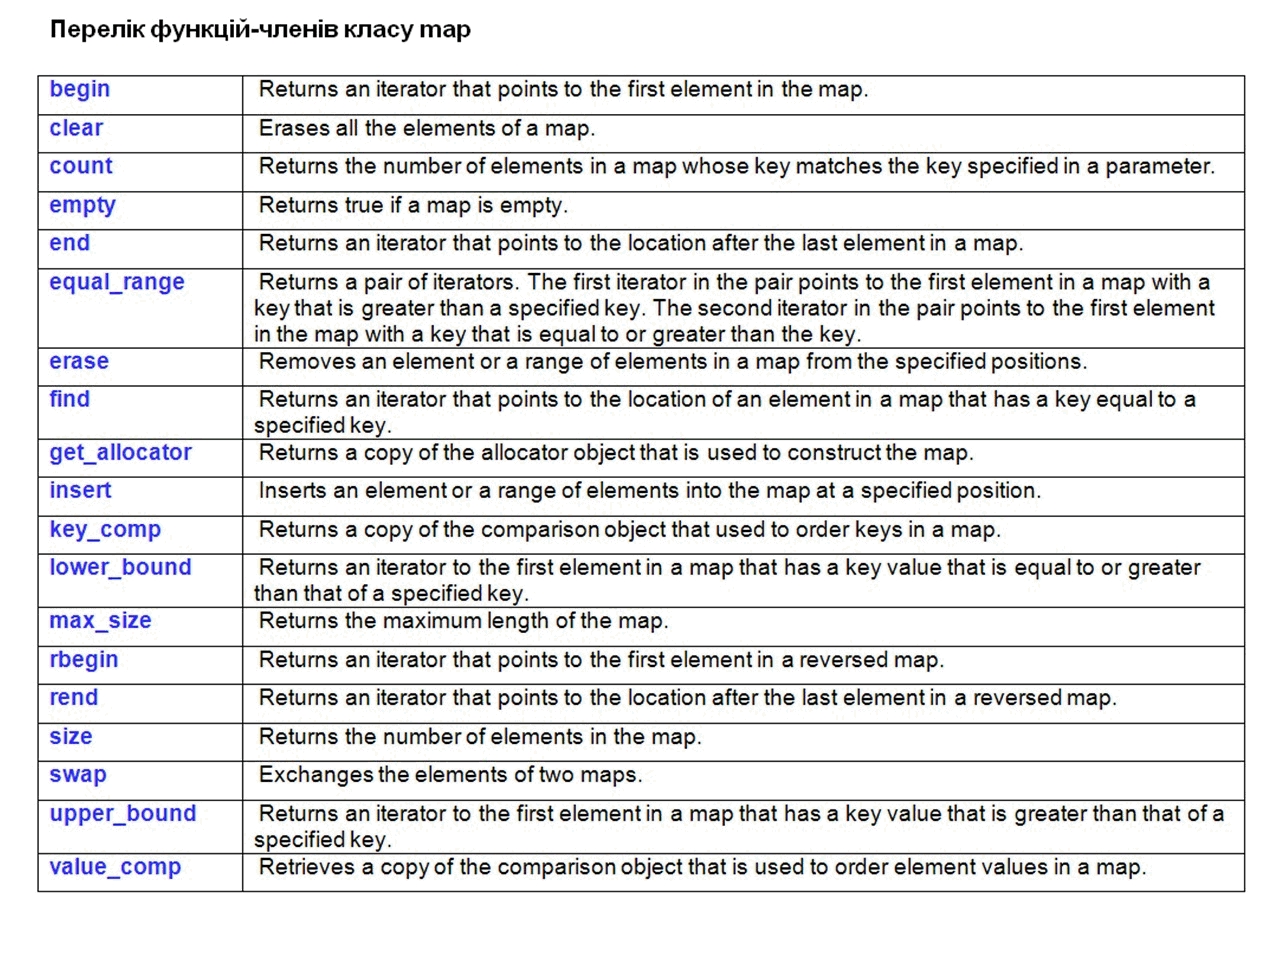 Перелік функцій-членів класу map
begin Returns an iterator that points to the first element in the map.
clear Erases all the elements of a map.
count Returns the number of elements in a map whose key matches the key specified in a parameter.
empty Returns true if a map is empty.
end Returns an iterator that points to the location after the last element in a map.
equal_range Returns a pair of iterators. The first iterator in the pair points to the first element in a map with a
key that is greater than a specified key. The second iterator in the pair points to the first element
in the map with a key that is equal to or greater than the key.
erase Removes an element or a range of elements in a map from the specified positions.
find Returns an iterator that points to the location of an element in a map that has a key equal to a
specified key.
get_allocator Returns a copy of the allocator object that is used to construct the map.
insert Inserts an element or a range of elements into the map at a specified position.
key_comp Returns a copy of the comparison object that used to order keys in a map.
lower_bound Returns an iterator to the first element in a map that has a key value that is equal to or greater
than that of a specified key.
max_size Returns the maximum length of the map.
rbegin Returns an iterator that points to the first element in a reversed map.
rend Returns an iterator that points to the location after the last element in a reversed map.
size Returns the number of elements in the map.
swap Exchanges the elements of two maps.
upper_bound Returns an iterator to the first element in a map that has a key value that is greater than that of a
specified key.
value_comp Retrieves a copy of the comparison object that is used to order element values in a map.